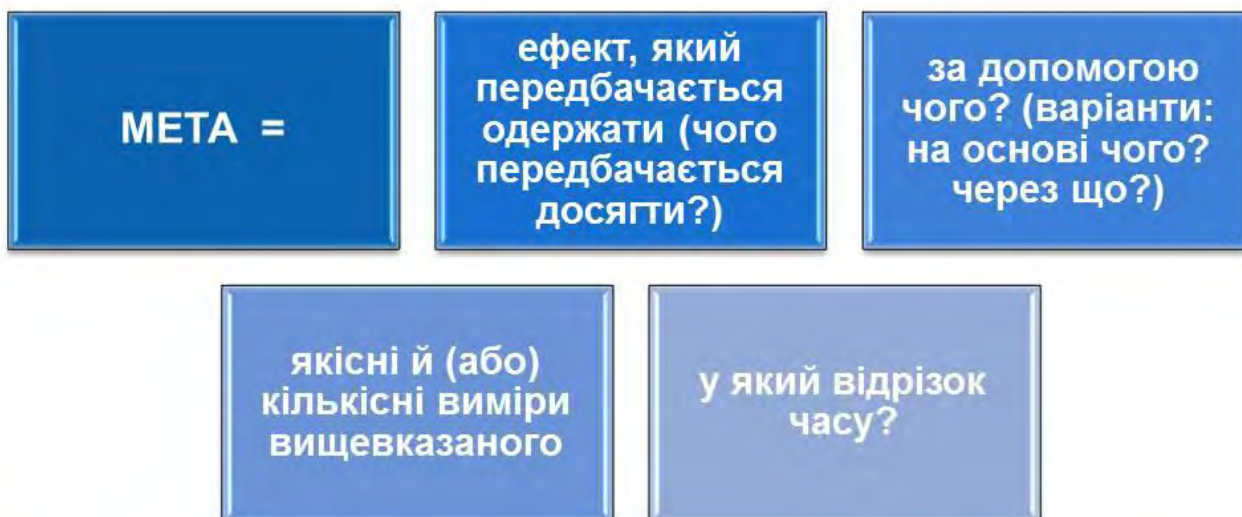 МЕТА =
ефект, який
передбачається
одержати (чого
передбачається
досягти?)
за допомогою
чого? (варіанти:
на основі чого?
через що?)
якісні й (або)
кількісні виміри
вищевказаного
у який відрізок
часу?